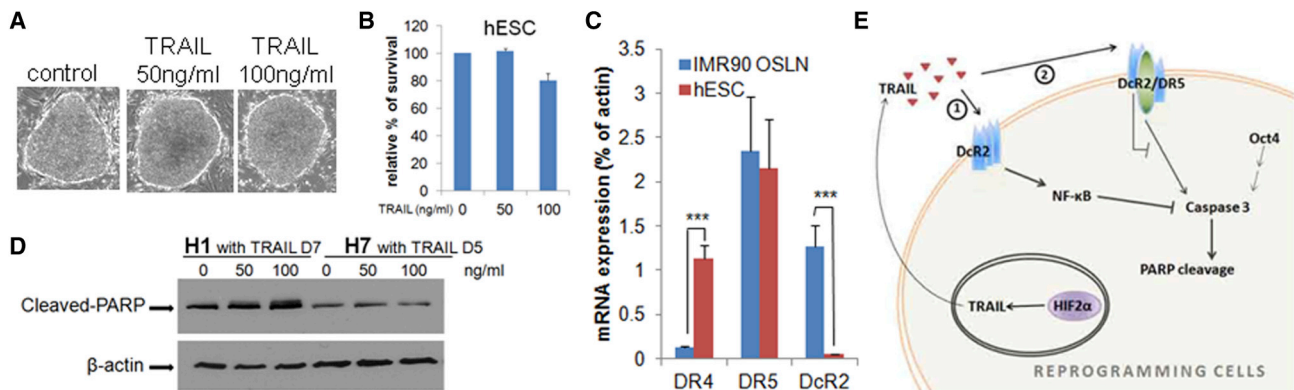 A
control
TRAIL
50ng/ml
TRAIL
100ng/ml
B
hESC
relative % of survival
120
100
80
60
40
20
0
TRAIL (ng/ml)
0
50
100
C
mRNA expression (% of actin)
3.5
3
2.5
2
1.5
1
0.5
0
IMR90 OSLN
hESC
***
***
DR4
DR5
DcR2
D
H1 with TRAIL D7
H7 with TRAIL D5
0 50 100 0 50 100 ng/ml
Cleaved-PARP
β-actin
E
TRAIL
1
2
DcR2/DR5
DcR2
Oct4
NF-κB
Caspase 3
PARP cleavage
TRAIL
HIF2α
REPROGRAMMING CELLS